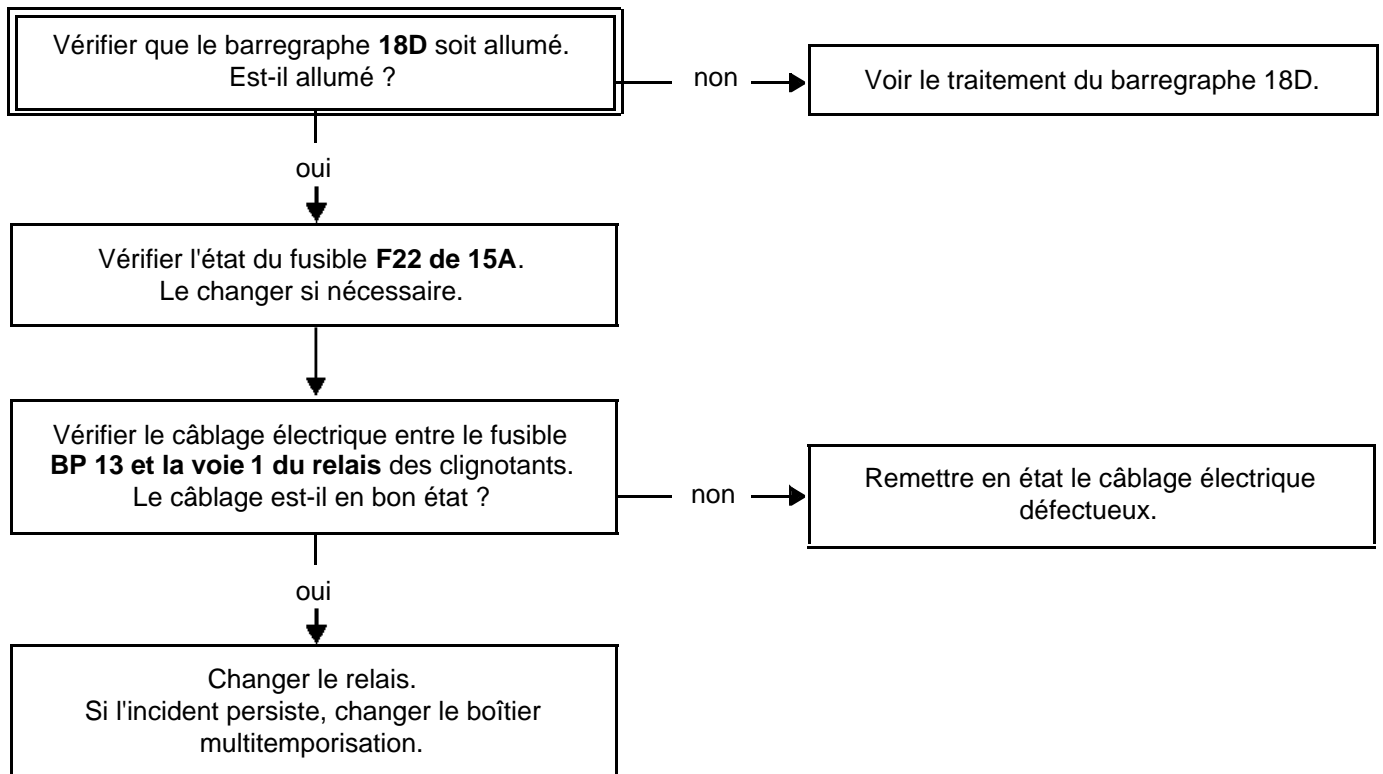 Vérifier que le barregraphe 18D soit allumé.
Est-il allumé ?
non
Voir le traitement du barregraphe 18D.
oui
Vérifier l'état du fusible F22 de 15A.
Le changer si nécessaire.
Vérifier le câblage électrique entre le fusible
BP 13 et la voie 1 du relais des clignotants.
Le câblage est-il en bon état ?
non
Remettre en état le câblage électrique
défectueux.
oui
Changer le relais.
Si l'incident persiste, changer le boîtier
multitemporisation.